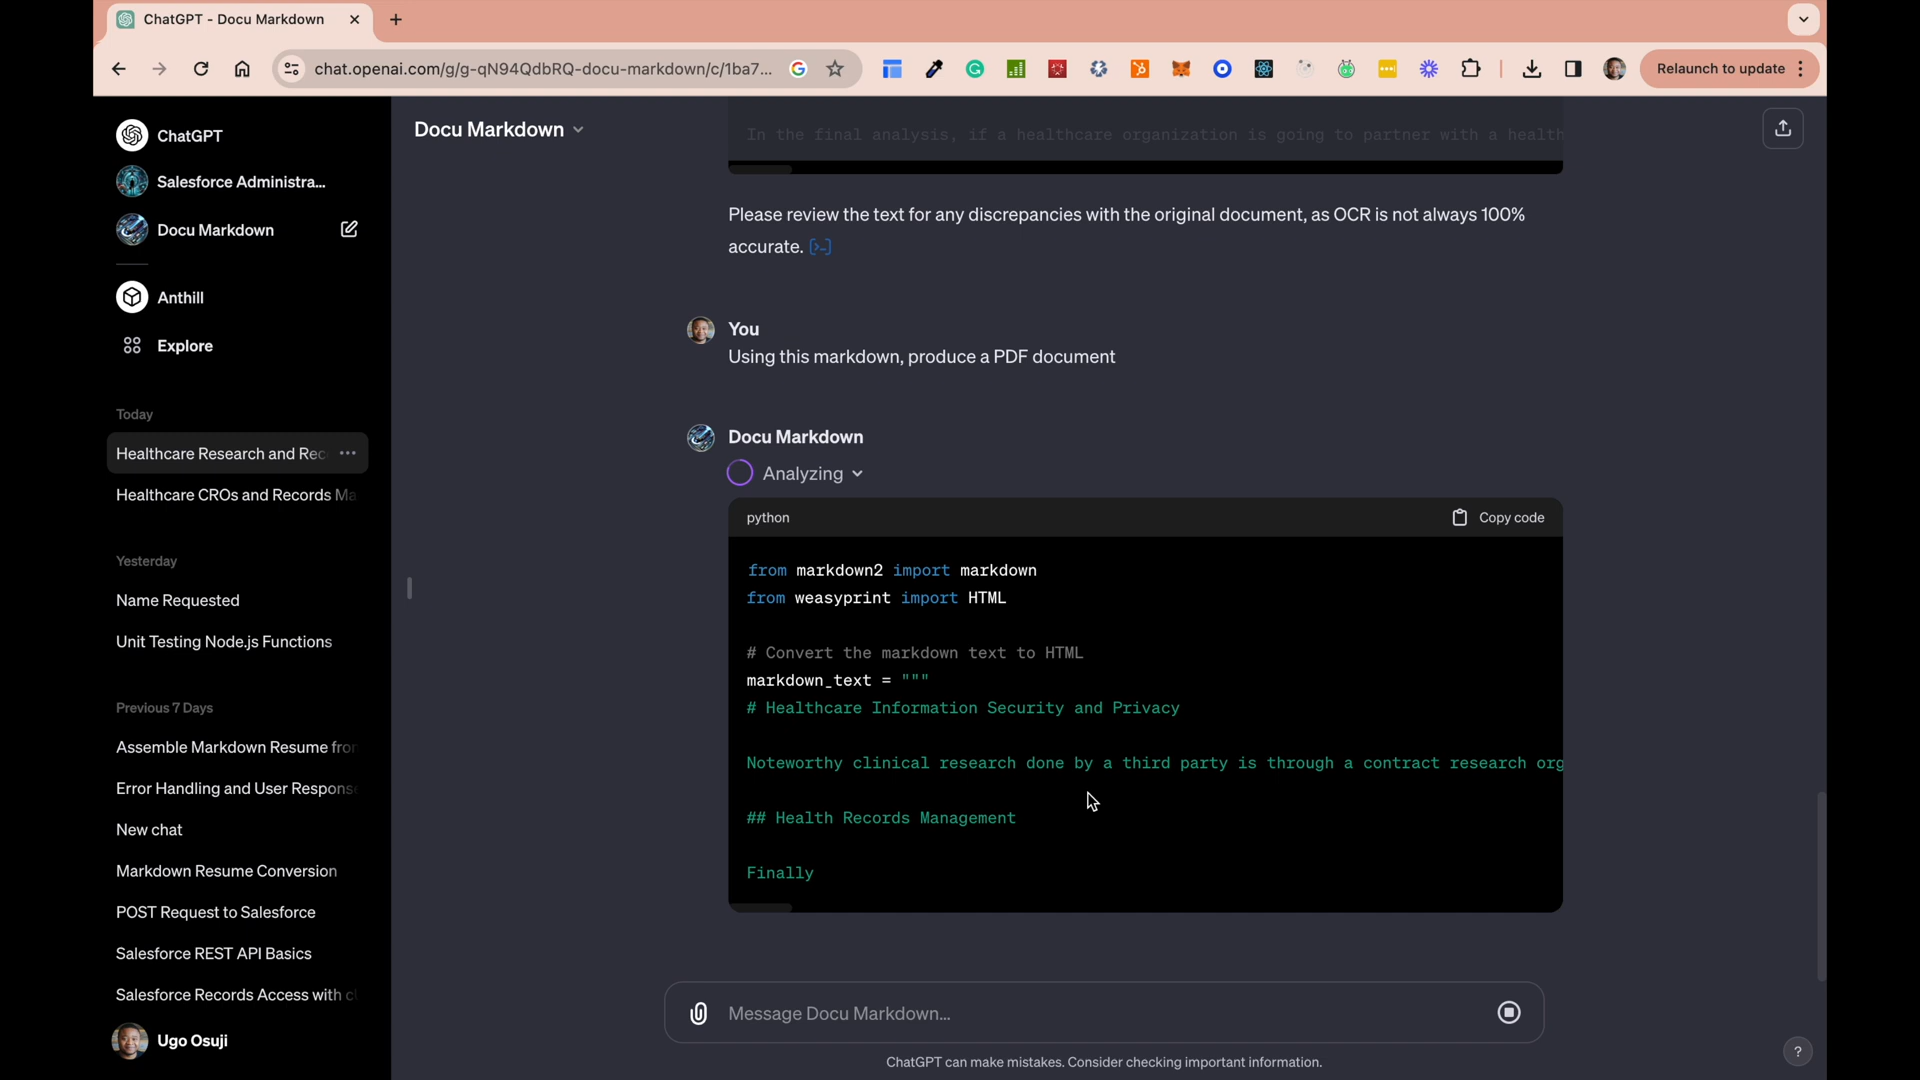 ChatGPT - Docu Markdown
chat.openai.com/g/g-qN94QdbRQ-docu-markdown/c/1ba7...
Relaunch to update
ChatGPT
Salesforce Administra...
Docu Markdown
Anthill
Explore
Today
Healthcare Research and Rec
Healthcare CROs and Records Ma
Yesterday
Name Requested
Unit Testing Node.js Functions
Previous 7 Days
Assemble Markdown Resume from
Error Handling and User Response
New chat
Markdown Resume Conversion
POST Request to Salesforce
Salesforce REST API Basics
Salesforce Records Access with c
Ugo Osuji
Docu Markdown
In the final analysis, if a healthcare organization is going to partner with a health
Please review the text for any discrepancies with the original document, as OCR is not always 100%
accurate. [>-]
You
Using this markdown, produce a PDF document
Docu Markdown
Analyzing
python
Copy code
from markdown2 import markdown
from weasyprint import HTML
# Convert the markdown text to HTML
markdown_text = """
# Healthcare Information Security and Privacy
Noteworthy clinical research done by a third party is through a contract research org
## Health Records Management
Finally
Message Docu Markdown...
ChatGPT can make mistakes. Consider checking important information.
?